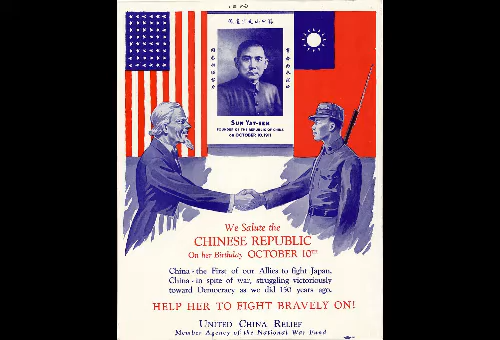 SUN YAT-SEN
FOUNDER OF THE REPUBLIC OF CHINA
on OCTOBER 10, 1911
We Salute the
CHINESE REPUBLIC
On her Birthday OCTOBER 10TH
China - the First of our Allies to fight Japan.
China - in spite of war, struggling victoriously
toward Democracy as we did 150 years ago.
HELP HER TO FIGHT BRAVELY ON!
UNITED CHINA RELIEF
Member Agency of the National War Fund